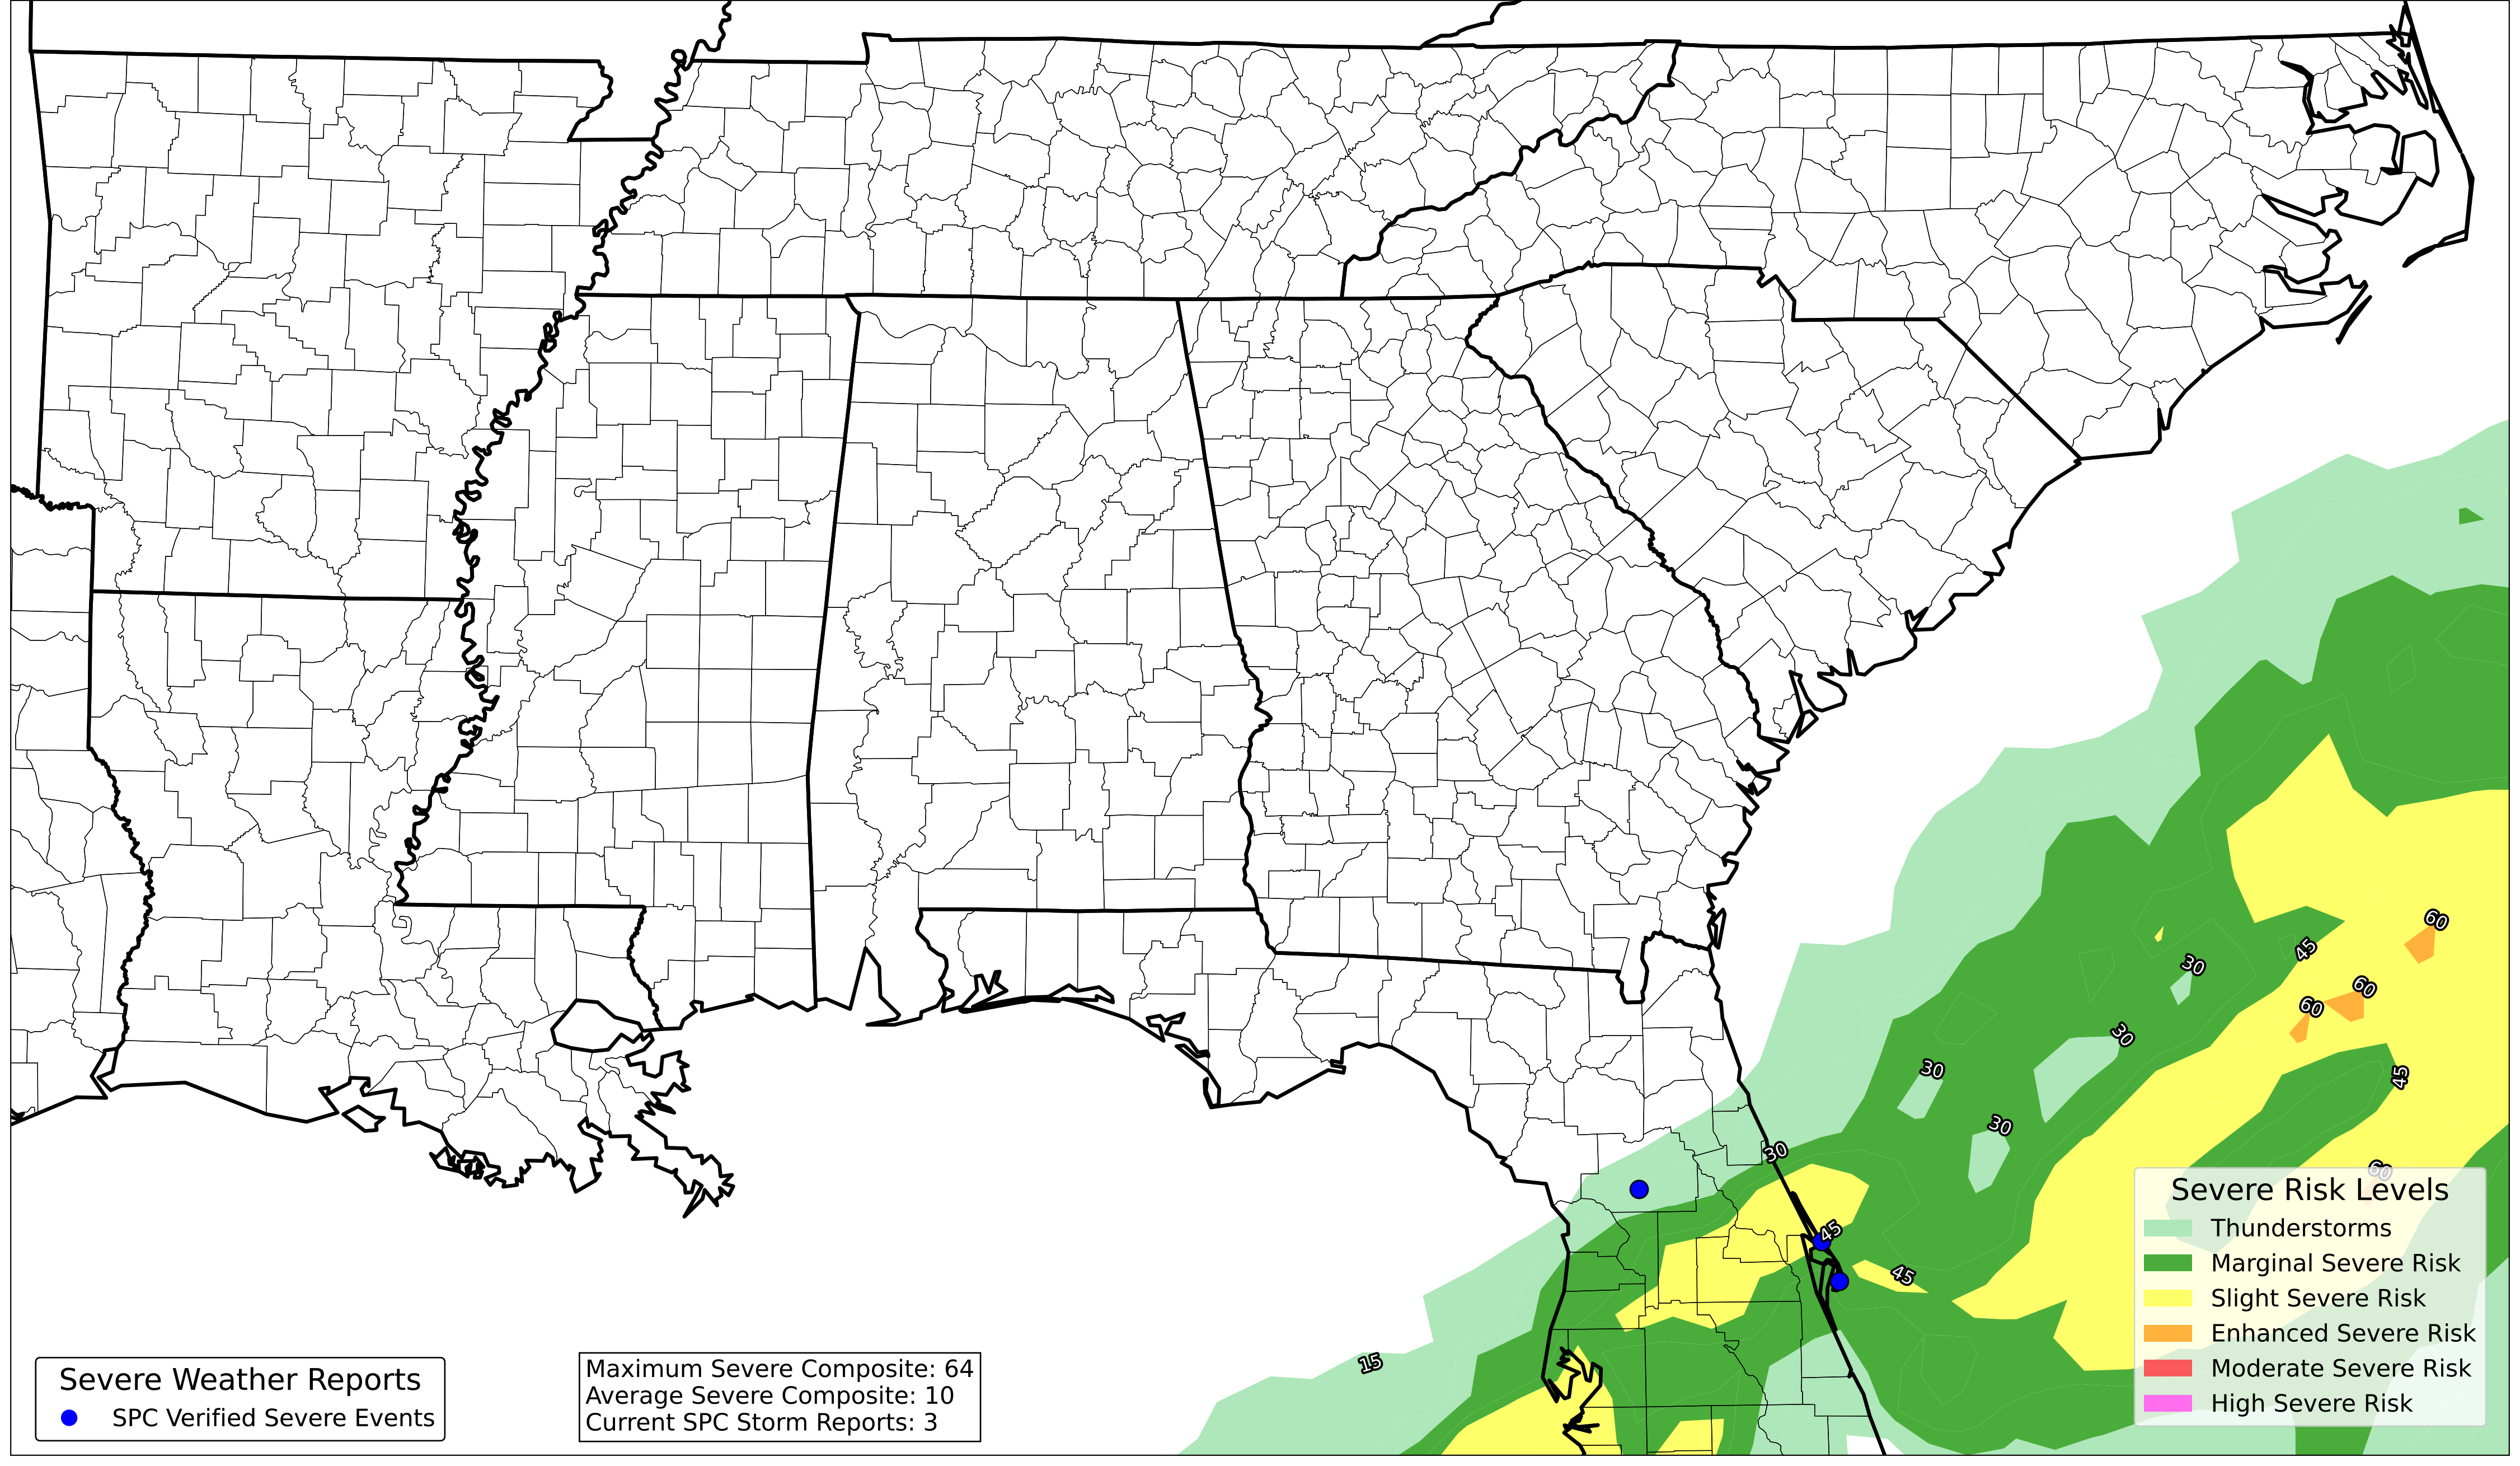 60
45
30
60
60
30
30
45
30
30
60
45
45
15
Severe Risk Levels
Thunderstorms
Marginal Severe Risk
Slight Severe Risk
Enhanced Severe Risk
Moderate Severe Risk
High Severe Risk
Severe Weather Reports
SPC Verified Severe Events
Maximum Severe Composite: 64
Average Severe Composite: 10
Current SPC Storm Reports: 3